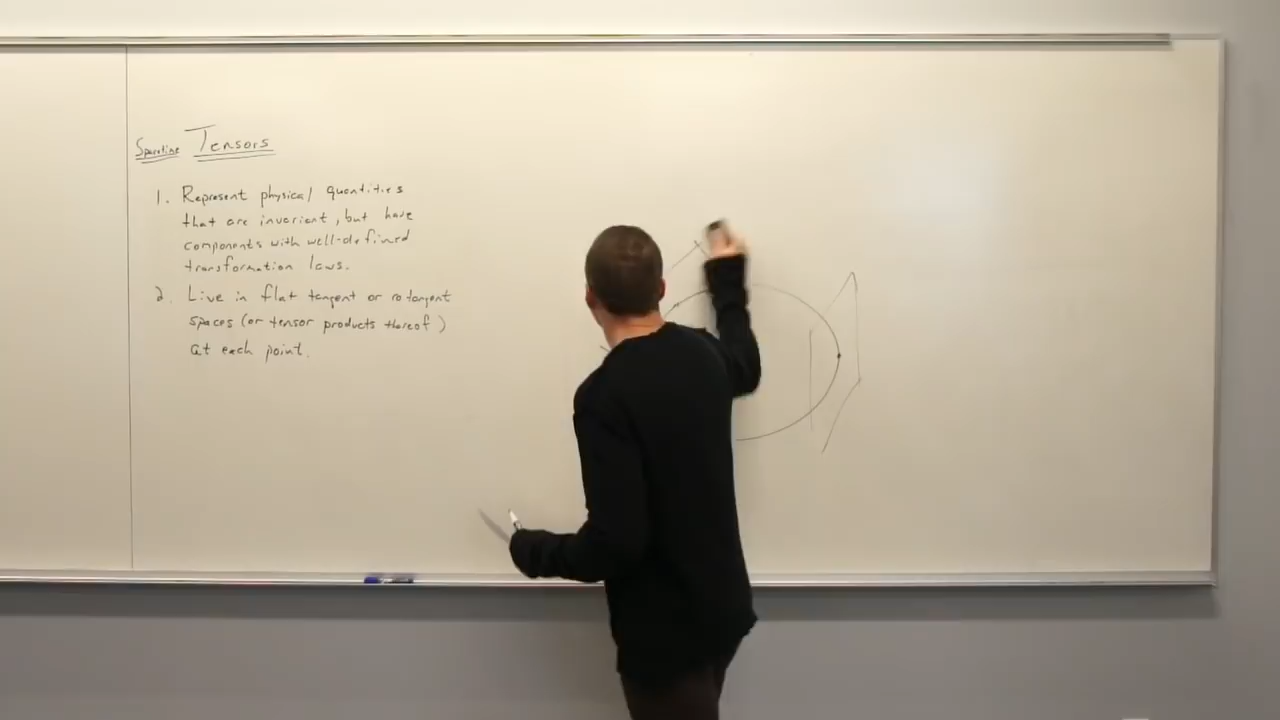 Spacetime Tensors
1. Represent physical quantities
that are invariant, but have
components with well-defined
transformation laws.
2. Live in flat tangent or cotangent
spaces (or tensor products thereof)
at each point.